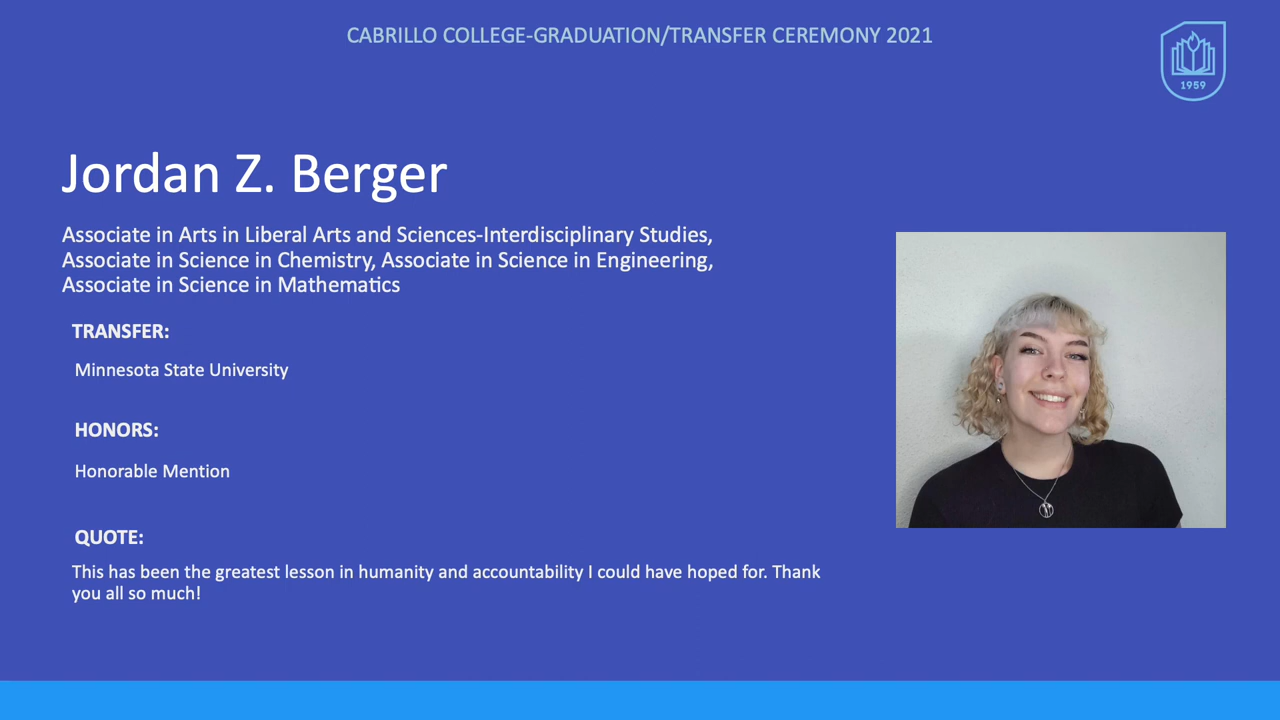 CABRILLO COLLEGE-GRADUATION/TRANSFER CEREMONY 2021
1959
Jordan Z. Berger
Associate in Arts in Liberal Arts and Sciences-Interdisciplinary Studies,
Associate in Science in Chemistry, Associate in Science in Engineering,
Associate in Science in Mathematics
TRANSFER:
Minnesota State University
HONORS:
Honorable Mention
QUOTE:
This has been the greatest lesson in humanity and accountability I could have hoped for. Thank
you all so much!